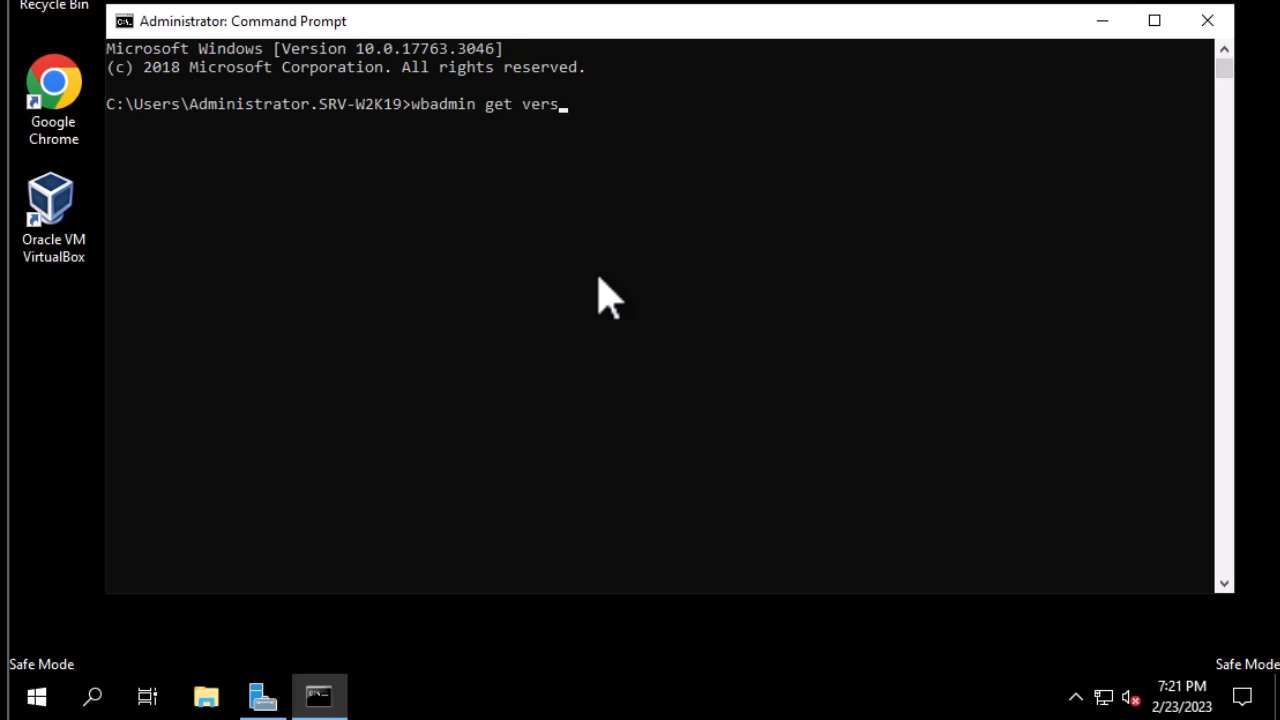 Recycle Bin
Administrator: Command Prompt
Microsoft Windows [Version 10.0.17763.3046]
(c) 2018 Microsoft Corporation. All rights reserved.
C:\Users\Administrator.SRV-W2K19>wbadmin get vers
Google
Chrome
Oracle VM
VirtualBox
Safe Mode
Safe Mode
7:21 PM
2/23/2023